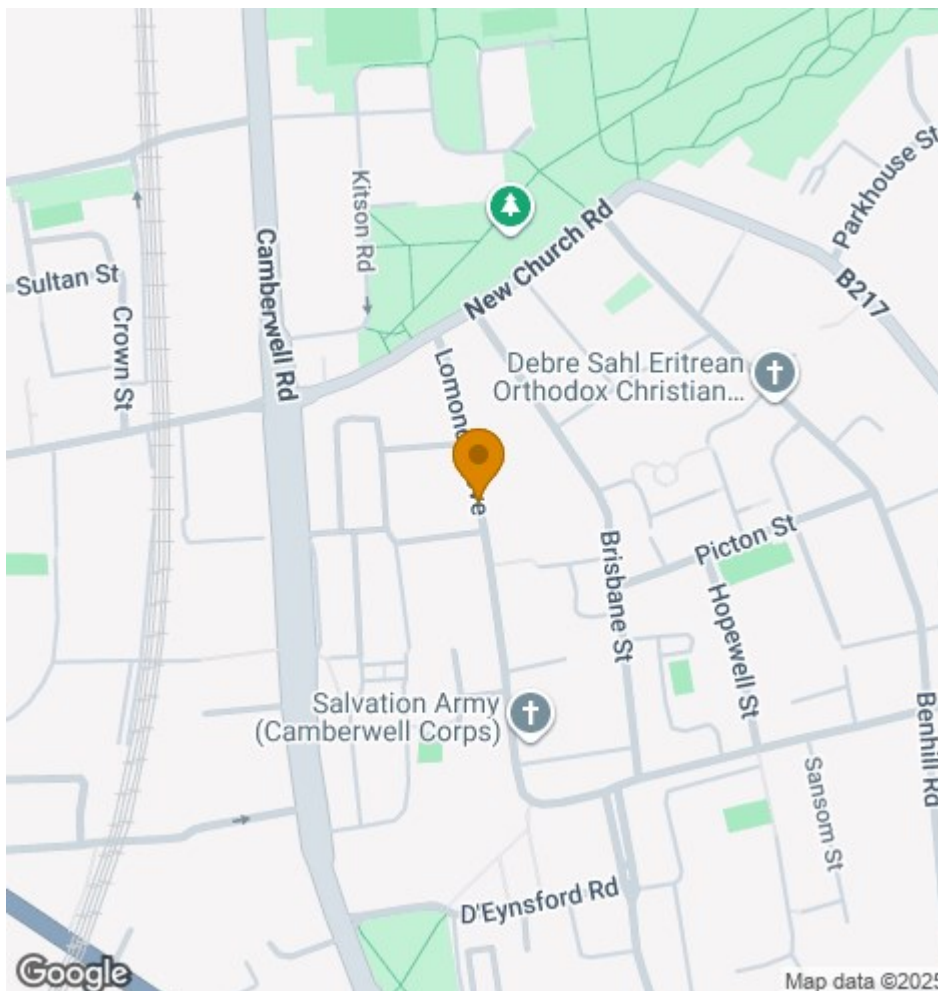 Kitson Rd
Parkhouse St
Camberwell Rd
New Church Rd
Sultan St
B217
Crown St
Debre Sahl Eritrean
Orthodox Christian...
Picton St
Brisbane St
Hopewell St
Salvation Army
(Camberwell Corps)
Benhill Rd
Sansom St
D'Eynsford Rd
Google
Map data ©2025